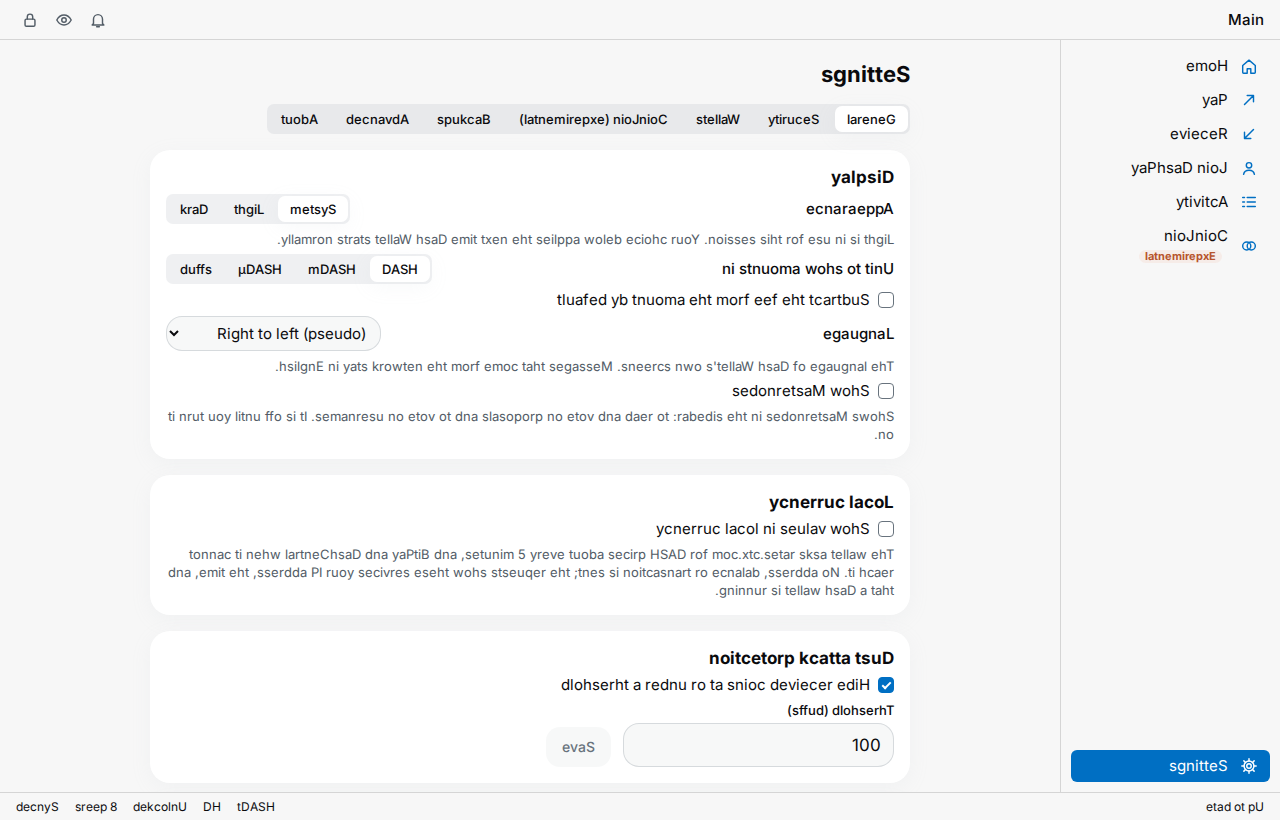 Main
emoH
yaP
evieceR
yaPhsaD nioJ
ytivitcA
nioJnioC
latnemirepxE
sgnitteS
sgnitteS
tuobA
decnavdA
spukcaB
(latnemirepxe) nioJnioC
stellaW
ytiruceS
lareneG
yalpsiD
ecnaraeppA
kraD
thgiL
metsyS
.yllamron strats tellaW hsaD emit txen eht seilppa woleb eciohc ruoY .noisses siht rof esu ni si thgiL
ni stnuoma wohs ot tinU
duffs
µDASH
mDASH
DASH
tluafed yb tnuoma eht morf eef eht tcartbuS
egaugnaL
Right to left (pseudo)
.hsilgnE ni yats krowten eht morf emoc taht segasseM .sneercs nwo s'tellaW hsaD fo egaugnal ehT
sedonretsaM wohS
ti nrut uoy litnu ffo si tI .semanresu no etov ot dna slasoporp no etov ot dna daer ot :rabedis eht ni sedonretsaM swohS
.no
ycnerruc lacoL
ycnerruc lacol ni seulav wohS
tonnac ti nehw lartneChsaD dna yaPtiB dna ,setunim 5 yreve tuoba secirp HSAD rof moc.xtc.setar sksa tellaw ehT
dna ,emit eht ,sserdda PI ruoy secivres eseht wohs stseuqer eht ;tnes si noitcasnart ro ecnalab ,sserdda oN .ti hcaer
.gninnur si tellaw hsaD a taht
noitcetorp kcatta tsuD
dlohserht a rednu ro ta snioc deviecer ediH
(sffud) dlohserhT
100
evaS
decnyS
sreep 8
dekcolnU
DH
tDASH
etad ot pU